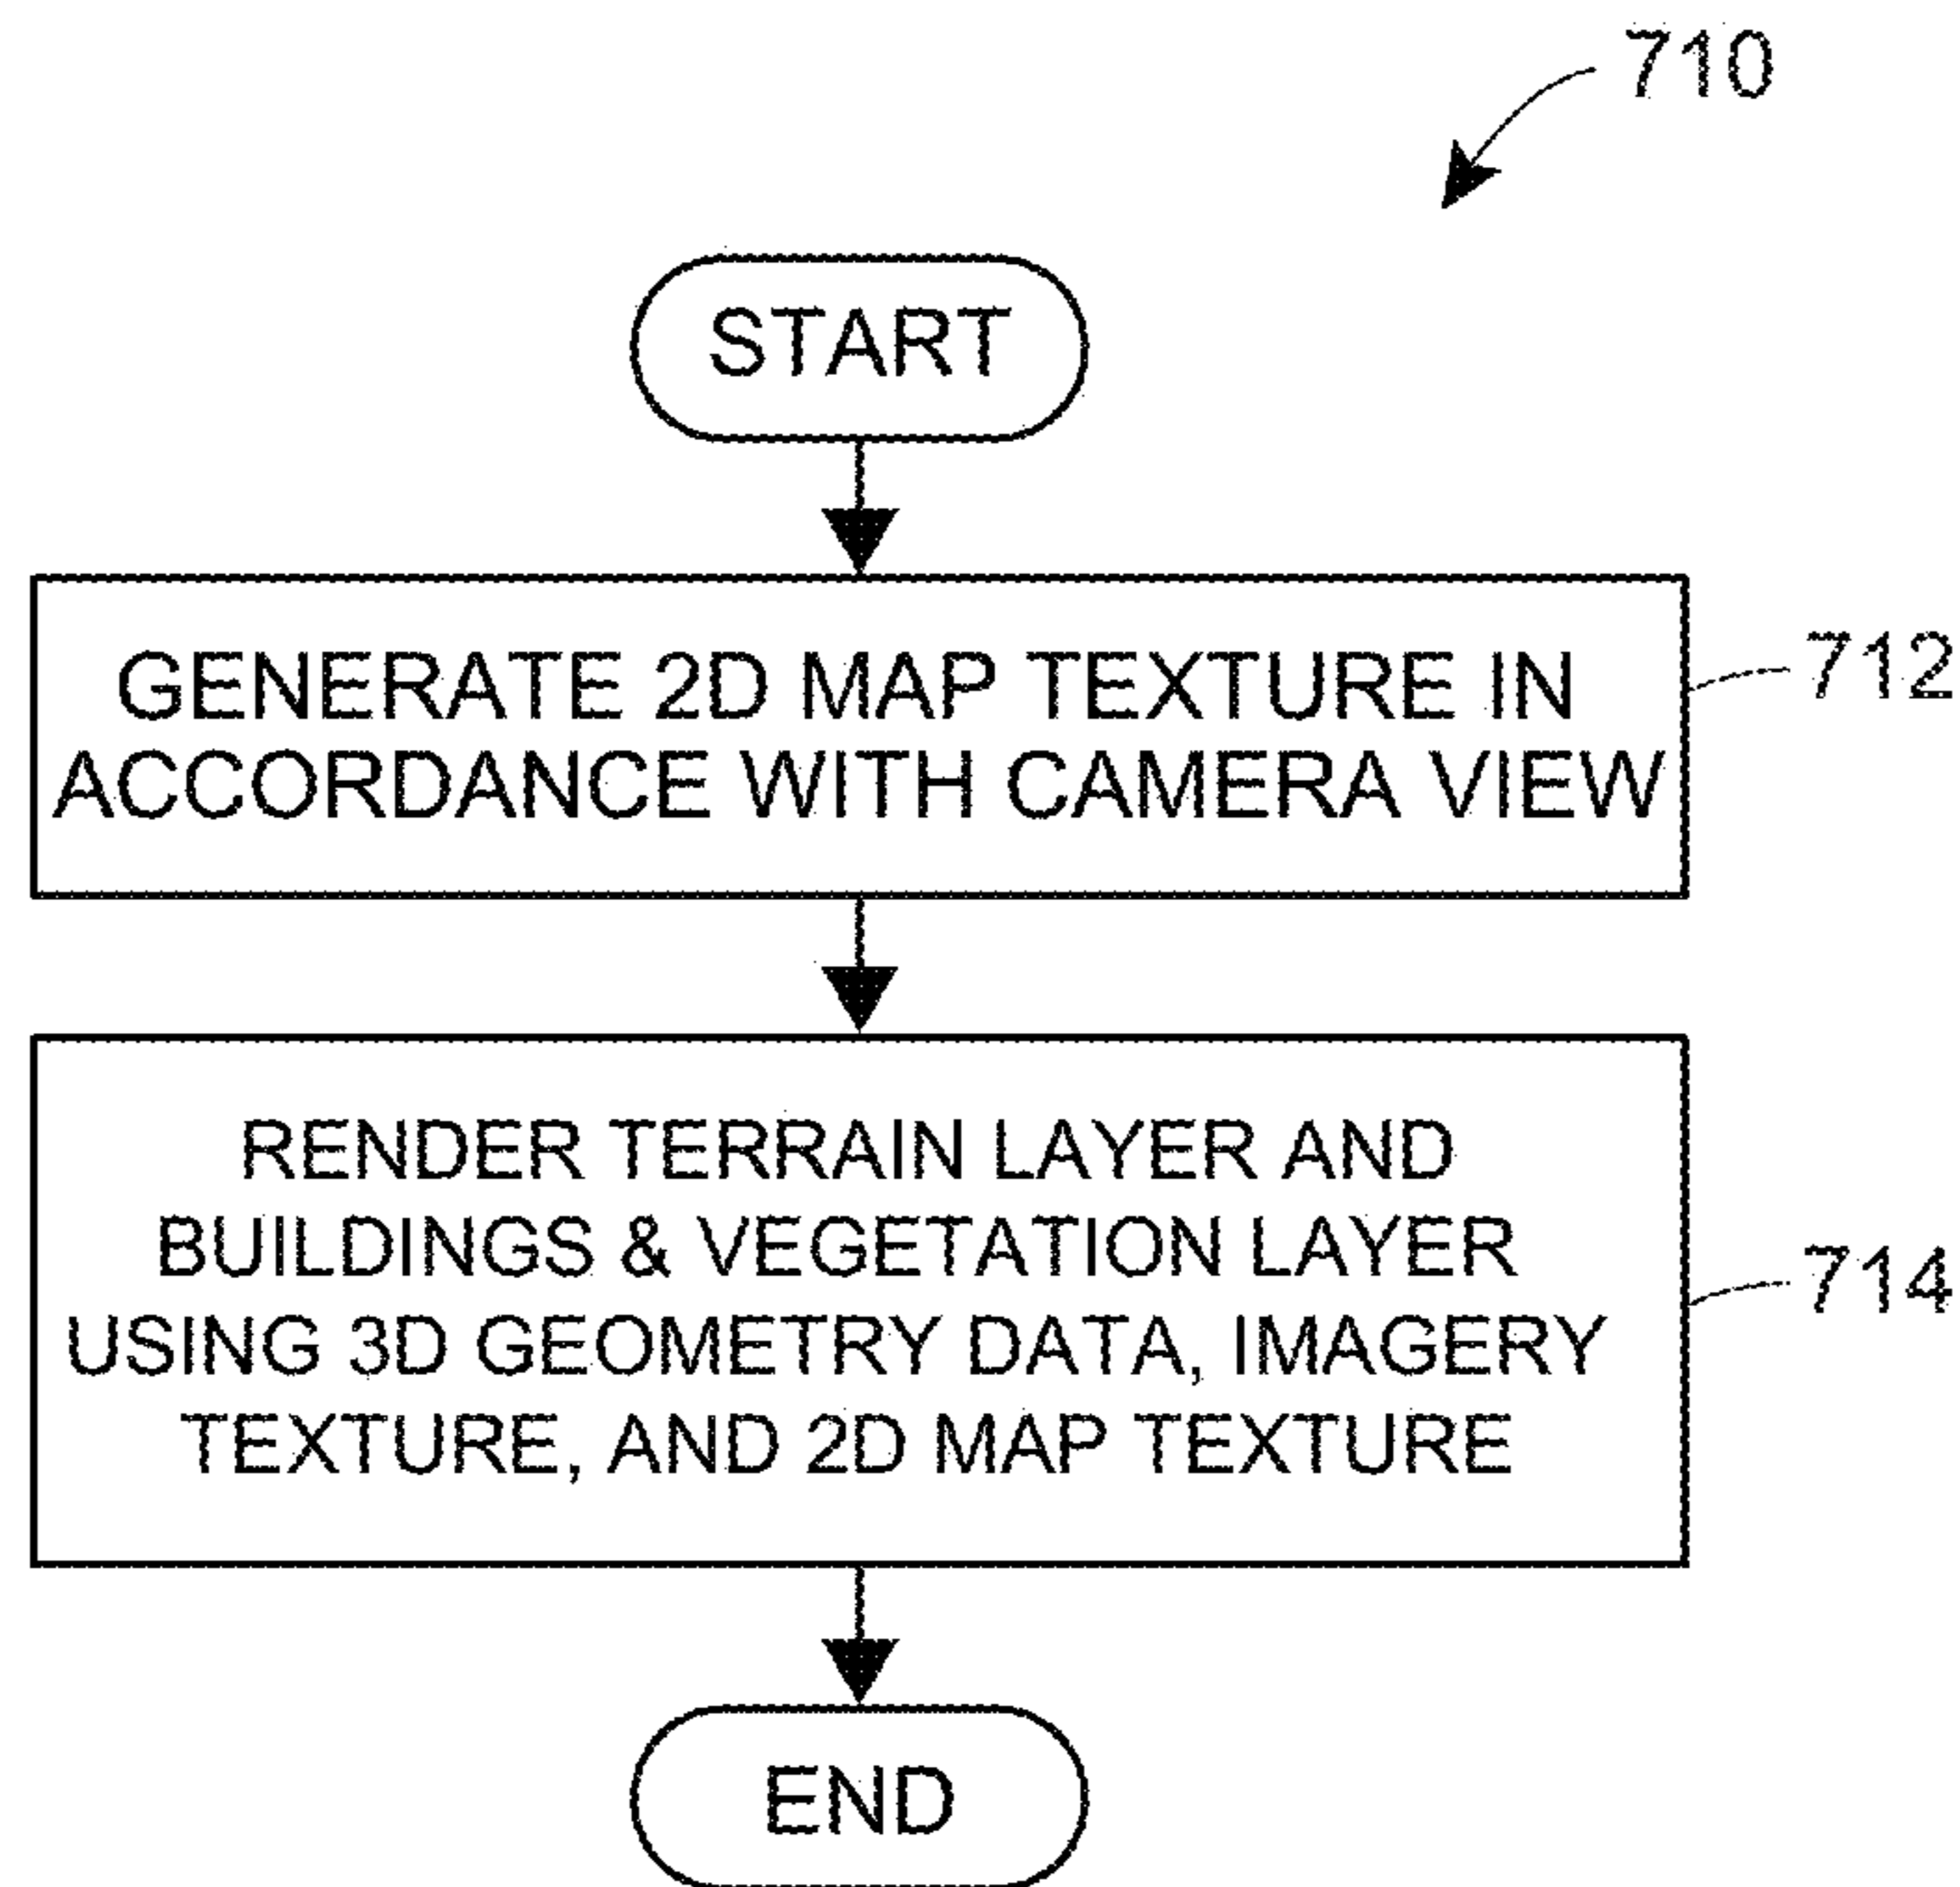 710
START
GENERATE 2D MAP TEXTURE IN
ACCORDANCE WITH CAMERA VIEW
712
RENDER TERRAIN LAYER AND
BUILDINGS & VEGETATION LAYER
USING 3D GEOMETRY DATA, IMAGERY
TEXTURE, AND 2D MAP TEXTURE
714
END